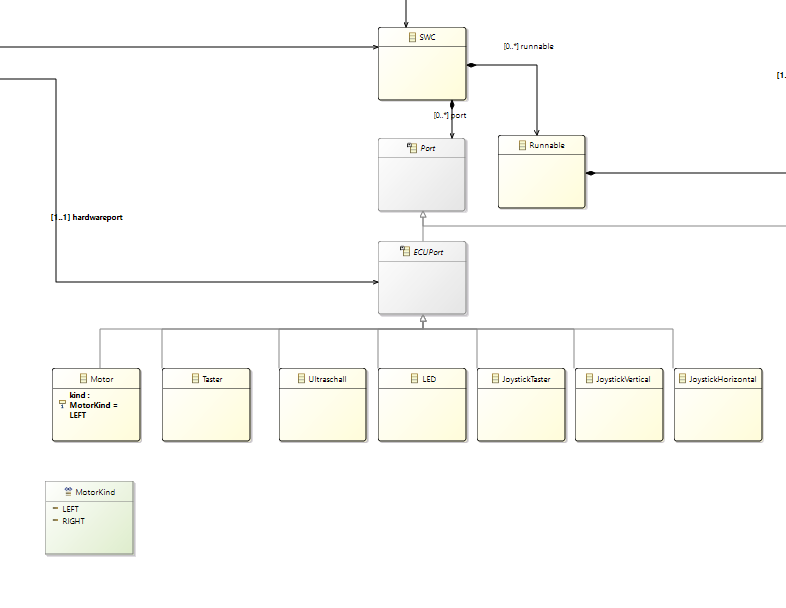 SWC
[0..*] runnable
[1.
[0..*] port
Port
Runnable
[1..1] hardwareport
ECUPort
Motor
kind :
MotorKind =
LEFT
Taster
Ultraschall
LED
JoystickTaster
JoystickVertical
JoystickHorizontal
MotorKind
LEFT
RIGHT